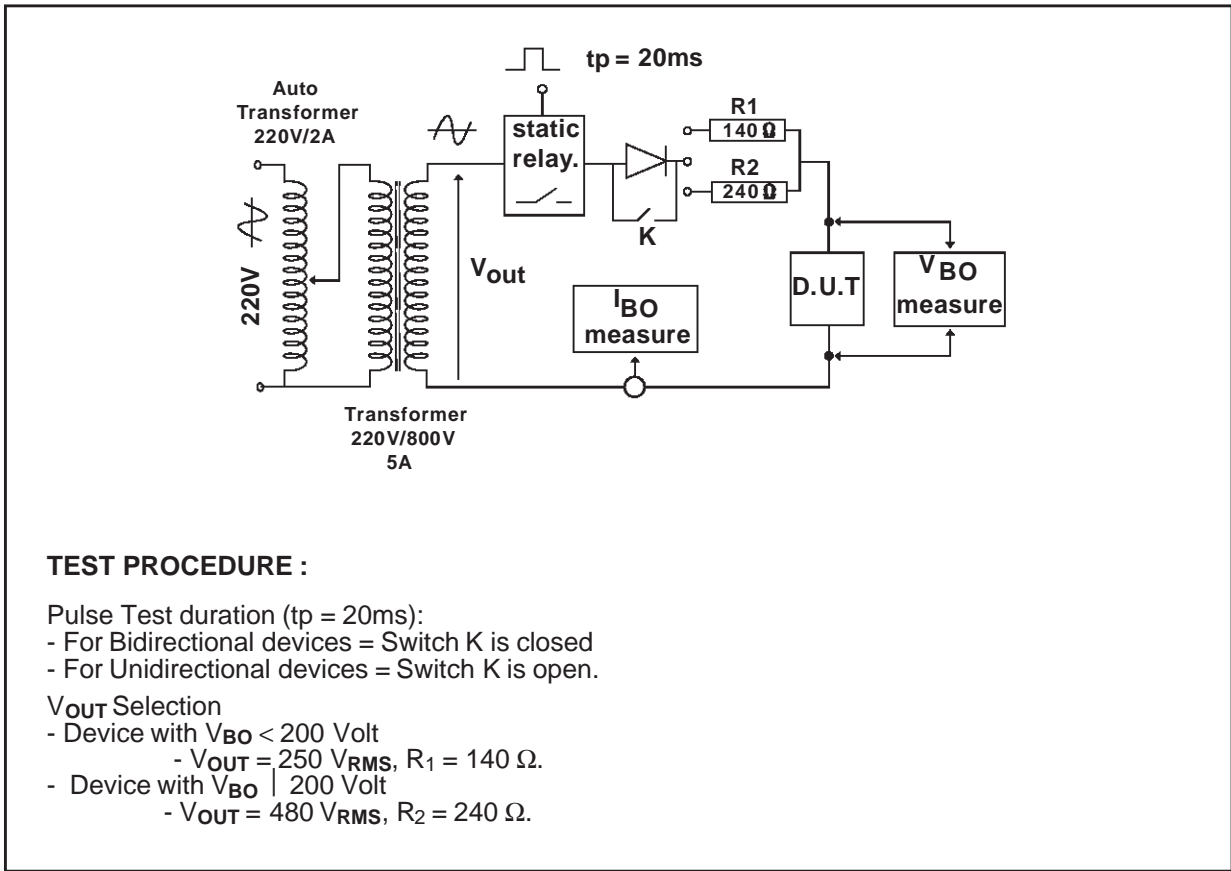 tp = 20ms
Auto
Transformer
220V/2A
static
relay.
R1
140 Ω
R2
240 Ω
K
220V
Vout
IBO
measure
D.U.T
VBO
measure
Transformer
220V/800V
5A
TEST PROCEDURE :
Pulse Test duration (tp = 20ms):
- For Bidirectional devices = Switch K is closed
- For Unidirectional devices = Switch K is open.
VOUT Selection
- Device with VBO < 200 Volt
- VOUT = 250 VRMS, R1 = 140 Ω.
- Device with VBO | 200 Volt
- VOUT = 480 VRMS, R2 = 240 Ω.